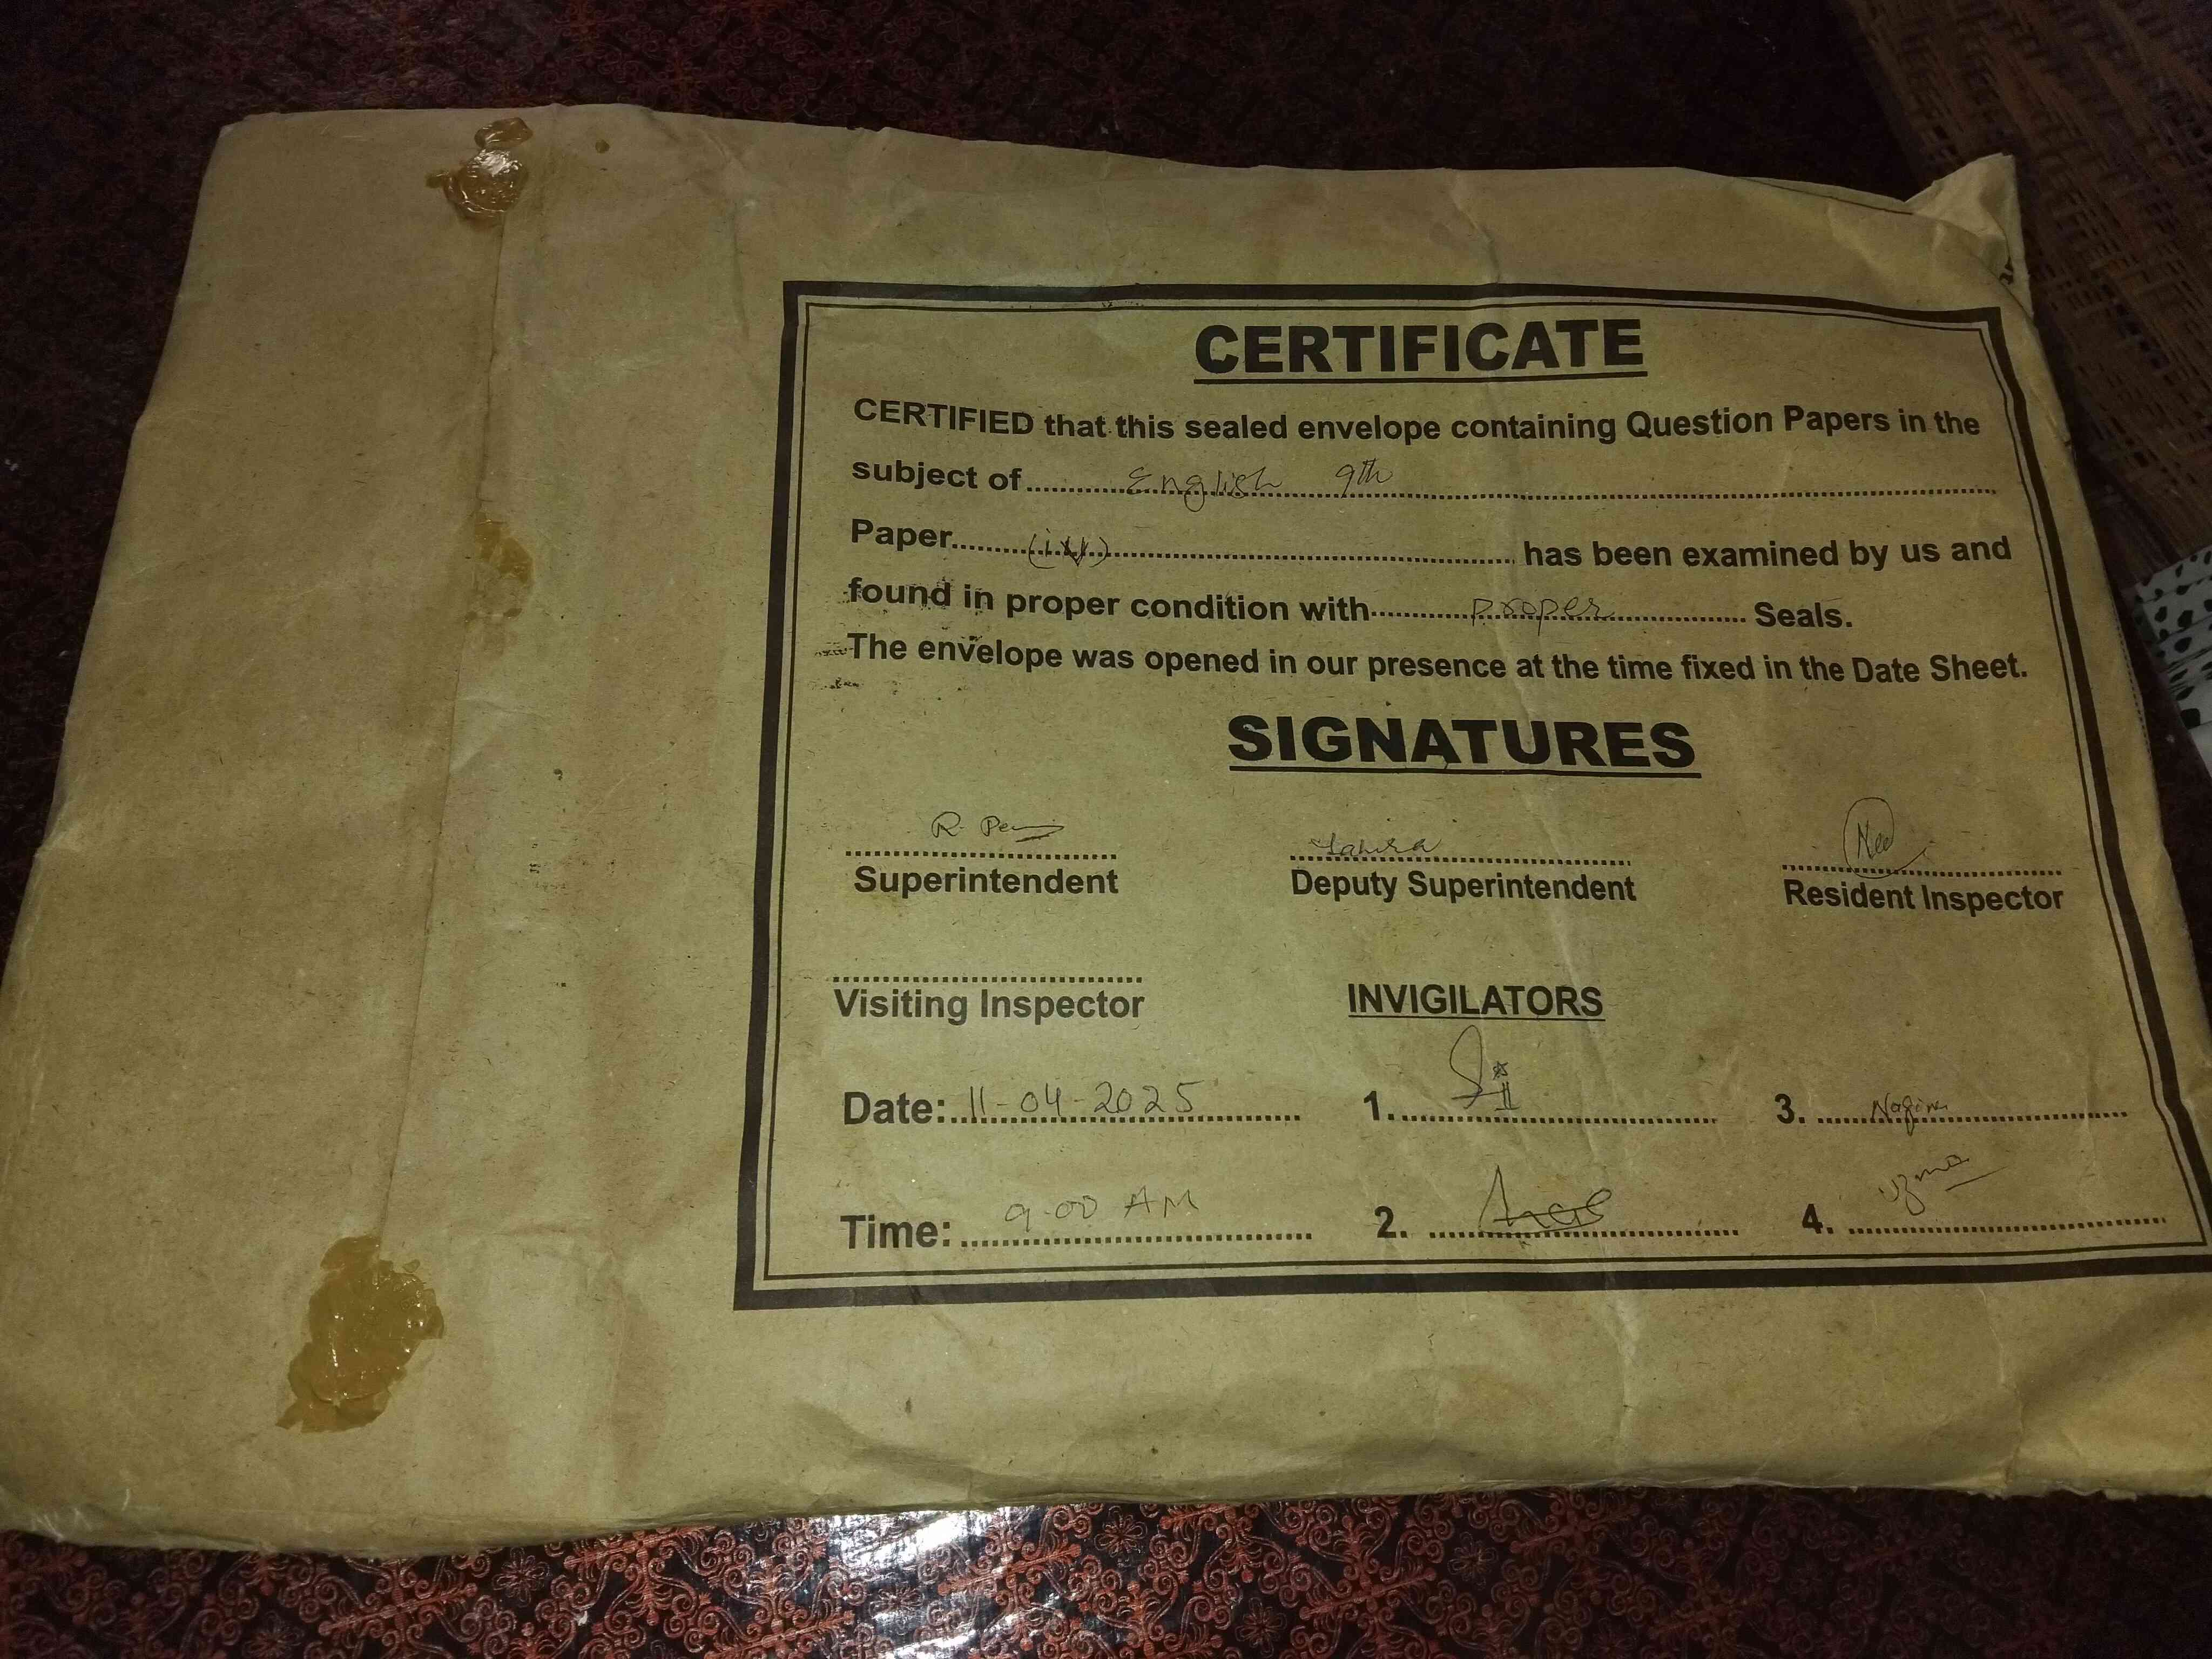 CERTIFICATE
CERTIFIED that this sealed envelope containing Question Papers in the
subject of English 9th
Paper (iv) has been examined by us and
found in proper condition with proper Seals.
The envelope was opened in our presence at the time fixed in the Date Sheet.
SIGNATURES
Tahira
Superintendent Deputy Superintendent Resident Inspector
Visiting Inspector INVIGILATORS
Date: 11-04-2025 1. 3.
Time: 9.00 AM 2. 4. Uzma